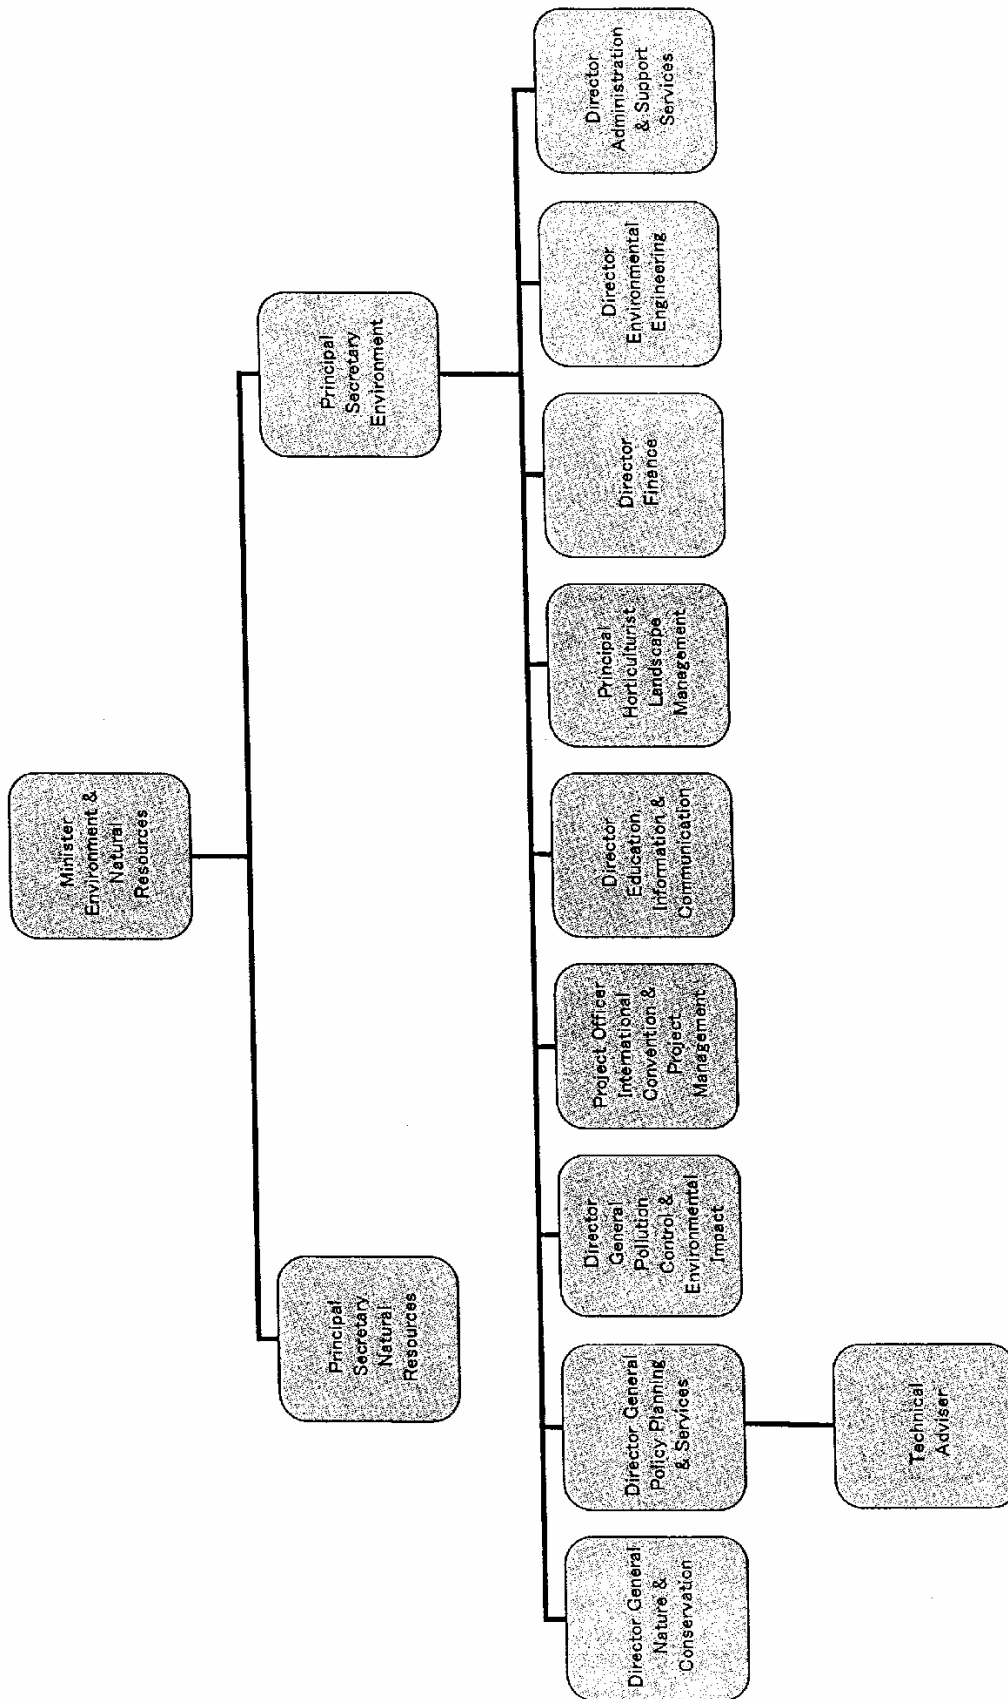 Minister
Environment &
Natural
Resources
Principal
Secretary
Natural
Resources
Principal
Secretary
Environment
Director General
Nature &
Conservation
Director General
Policy Planning
& Services
Director
General
Pollution
Control &
Environmental
Impact
Project Officer
International
Convention &
Project
Management
Director
Education,
Information &
Communication
Principal
Horticulturist
Landscape
Management
Director
Finance
Director
Environmental
Engineering
Director
Administration
& Support
Services
Technical
Adviser